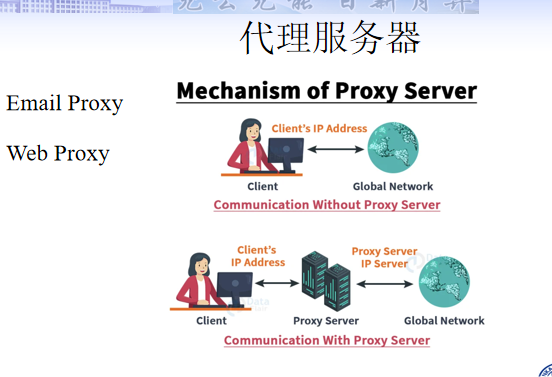 代理服务器
Email Proxy
Web Proxy
Mechanism of Proxy Server
Client's IP Address
Client
Global Network
Communication Without Proxy Server
Client's
IP Address
Proxy Server
IP Server
Client
Proxy Server
Global Network
Communication With Proxy Server